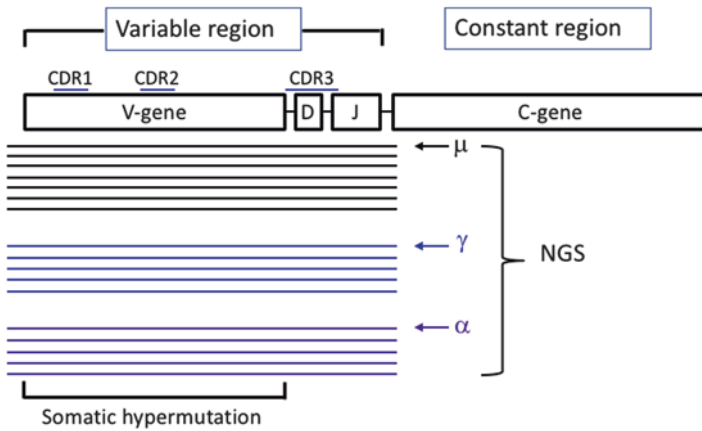 Variable region
Constant region
CDR1
CDR2
CDR3
V-gene
D
J
C-gene
μ
γ
NGS
α
Somatic hypermutation